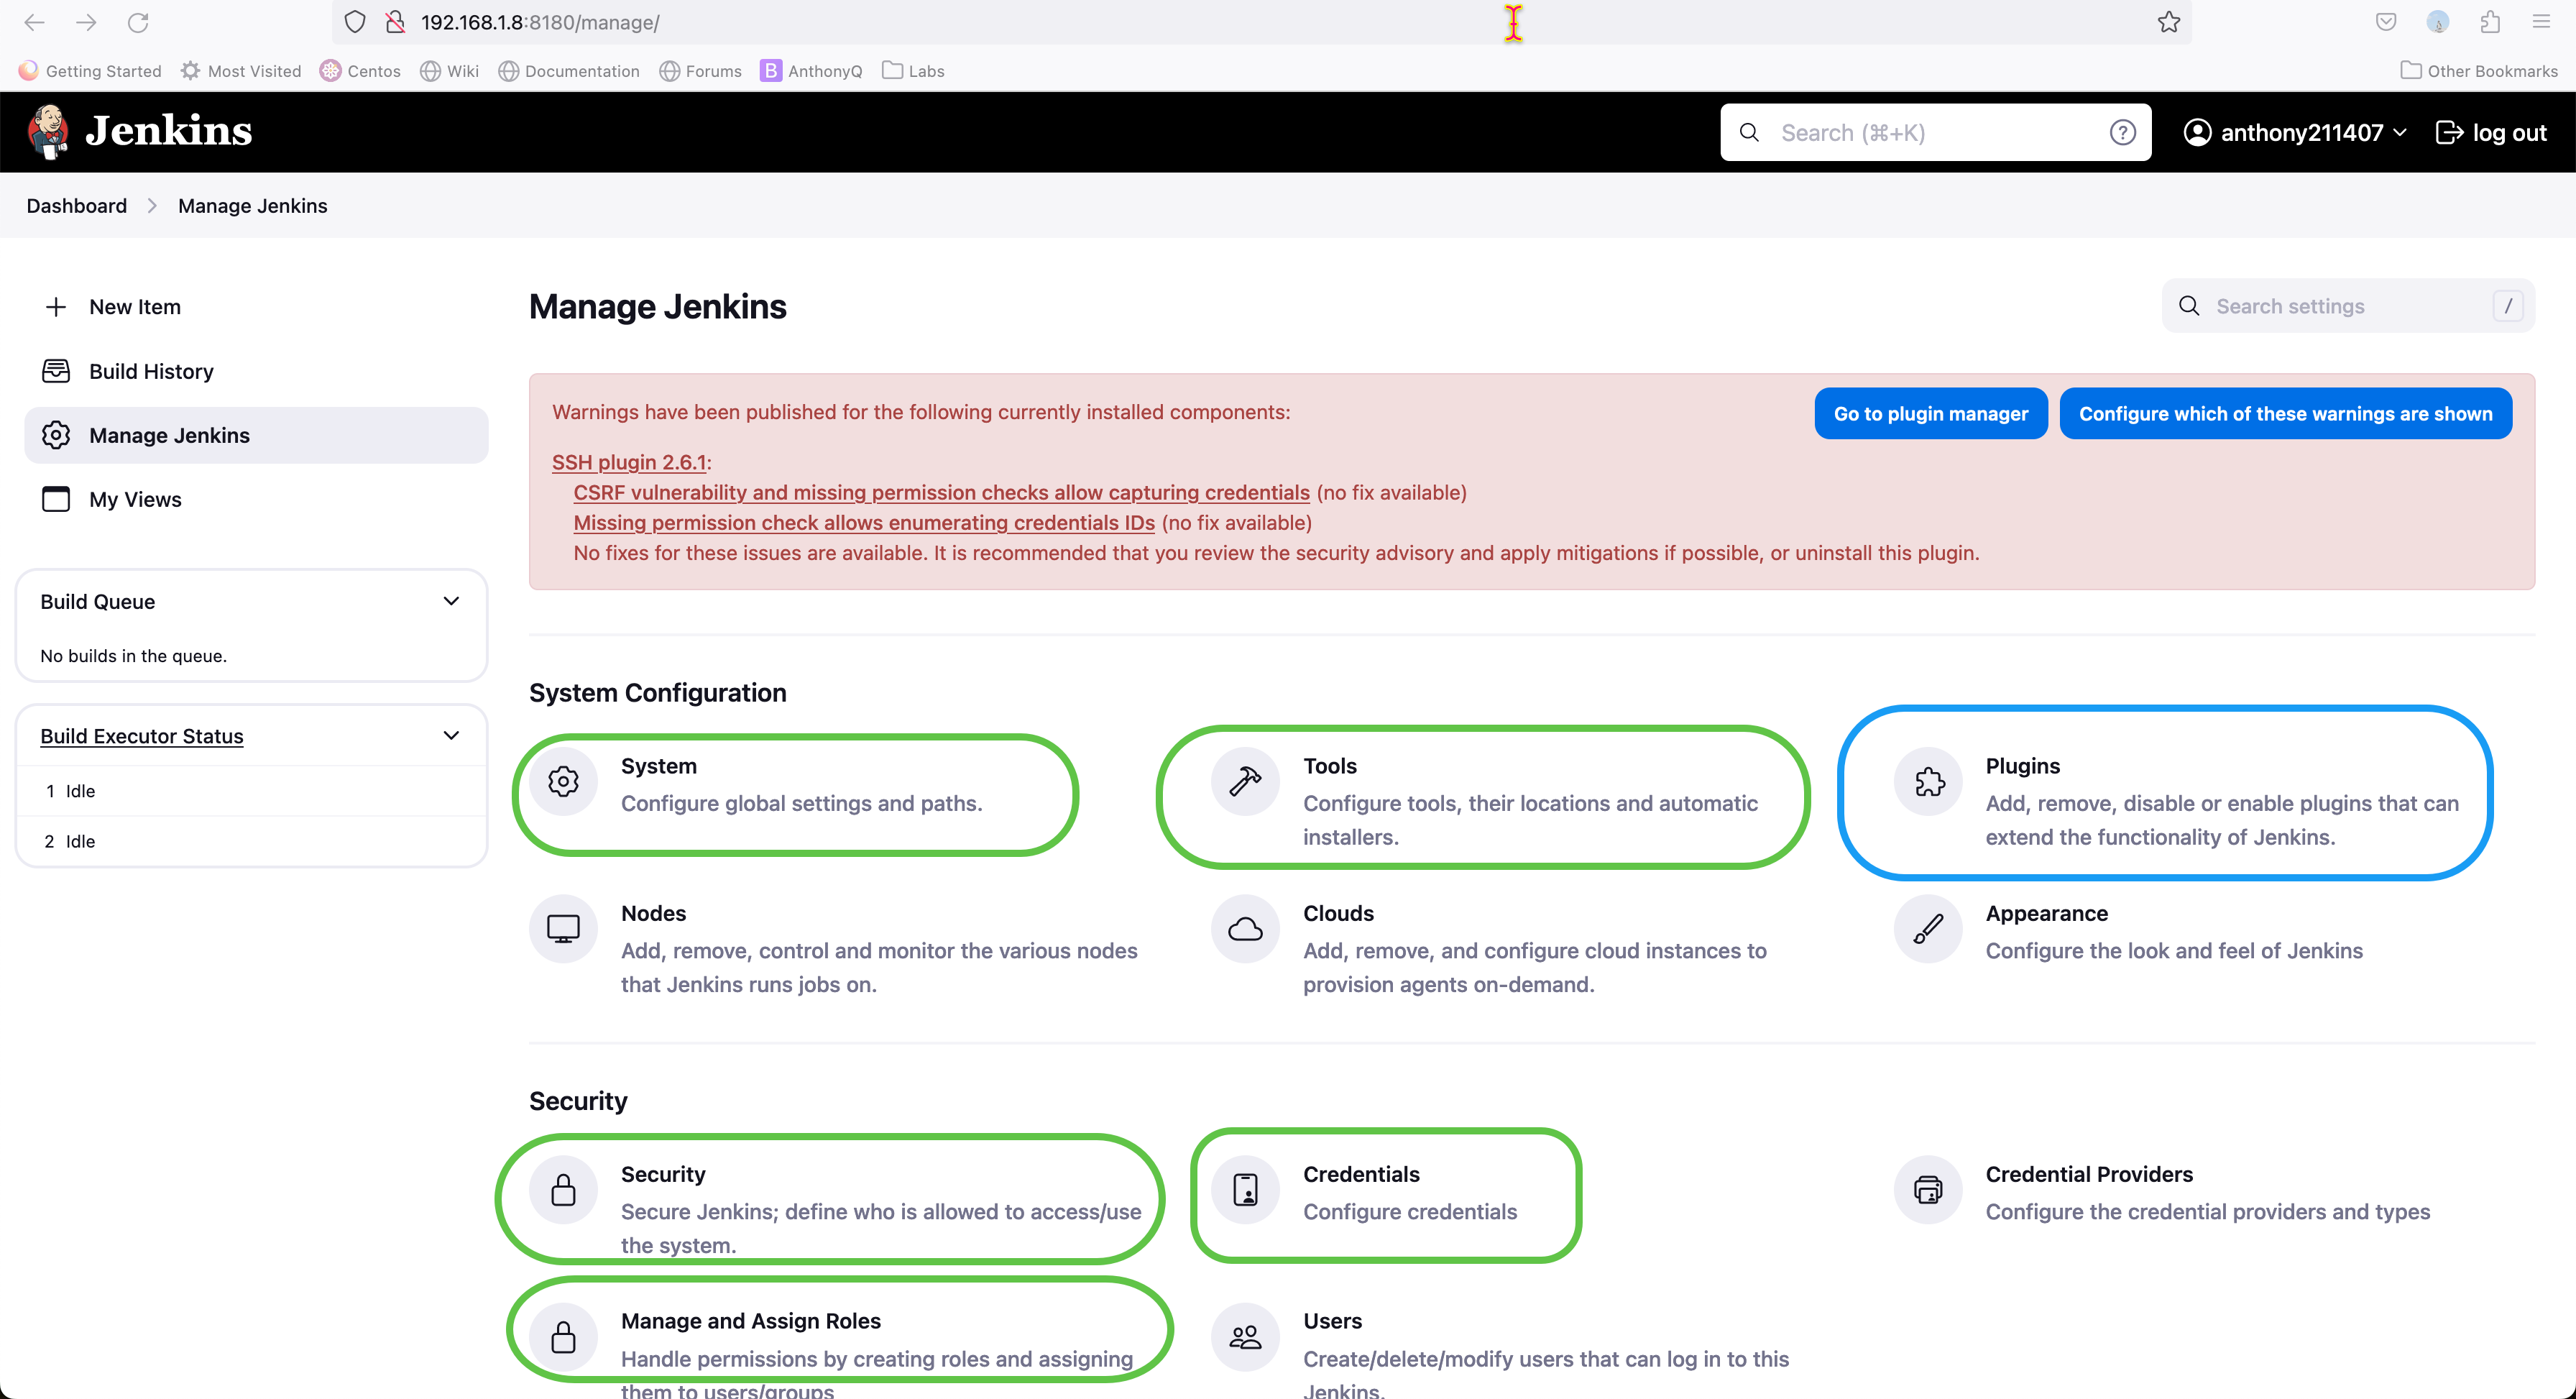 192.168.1.8:8180/manage/
Getting Started
Most Visited
Centos
Wiki
Documentation
Forums
B AnthonyQ
Labs
Other Bookmarks
Jenkins
Search (⌘+K)
?
anthony211407
log out
Dashboard
Manage Jenkins
New Item
Build History
Manage Jenkins
My Views
Build Queue
No builds in the queue.
Build Executor Status
1 Idle
2 Idle
Manage Jenkins
Search settings
/
Warnings have been published for the following currently installed components:
Go to plugin manager
Configure which of these warnings are shown
SSH plugin 2.6.1:
CSRF vulnerability and missing permission checks allow capturing credentials (no fix available)
Missing permission check allows enumerating credentials IDs (no fix available)
No fixes for these issues are available. It is recommended that you review the security advisory and apply mitigations if possible, or uninstall this plugin.
System Configuration
System
Configure global settings and paths.
Tools
Configure tools, their locations and automatic
installers.
Plugins
Add, remove, disable or enable plugins that can
extend the functionality of Jenkins.
Nodes
Add, remove, control and monitor the various nodes
that Jenkins runs jobs on.
Clouds
Add, remove, and configure cloud instances to
provision agents on-demand.
Appearance
Configure the look and feel of Jenkins
Security
Security
Secure Jenkins; define who is allowed to access/use
the system.
Credentials
Configure credentials
Credential Providers
Configure the credential providers and types
Manage and Assign Roles
Handle permissions by creating roles and assigning
them to users/groups
Users
Create/delete/modify users that can log in to this
Jenkins.